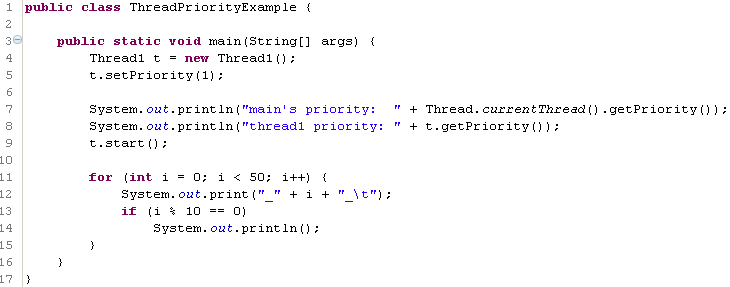 1 public class ThreadPriorityExample {
2
3     public static void main(String[] args) {
4         Thread1 t = new Thread1();
5         t.setPriority(1);
6
7         System.out.println("main's priority:  " + Thread.currentThread().getPriority());
8         System.out.println("thread1 priority: " + t.getPriority());
9         t.start();
10
11         for (int i = 0; i < 50; i++) {
12             System.out.print("_" + i + "_\t");
13             if (i % 10 == 0)
14                 System.out.println();
15         }
16     }
17 }